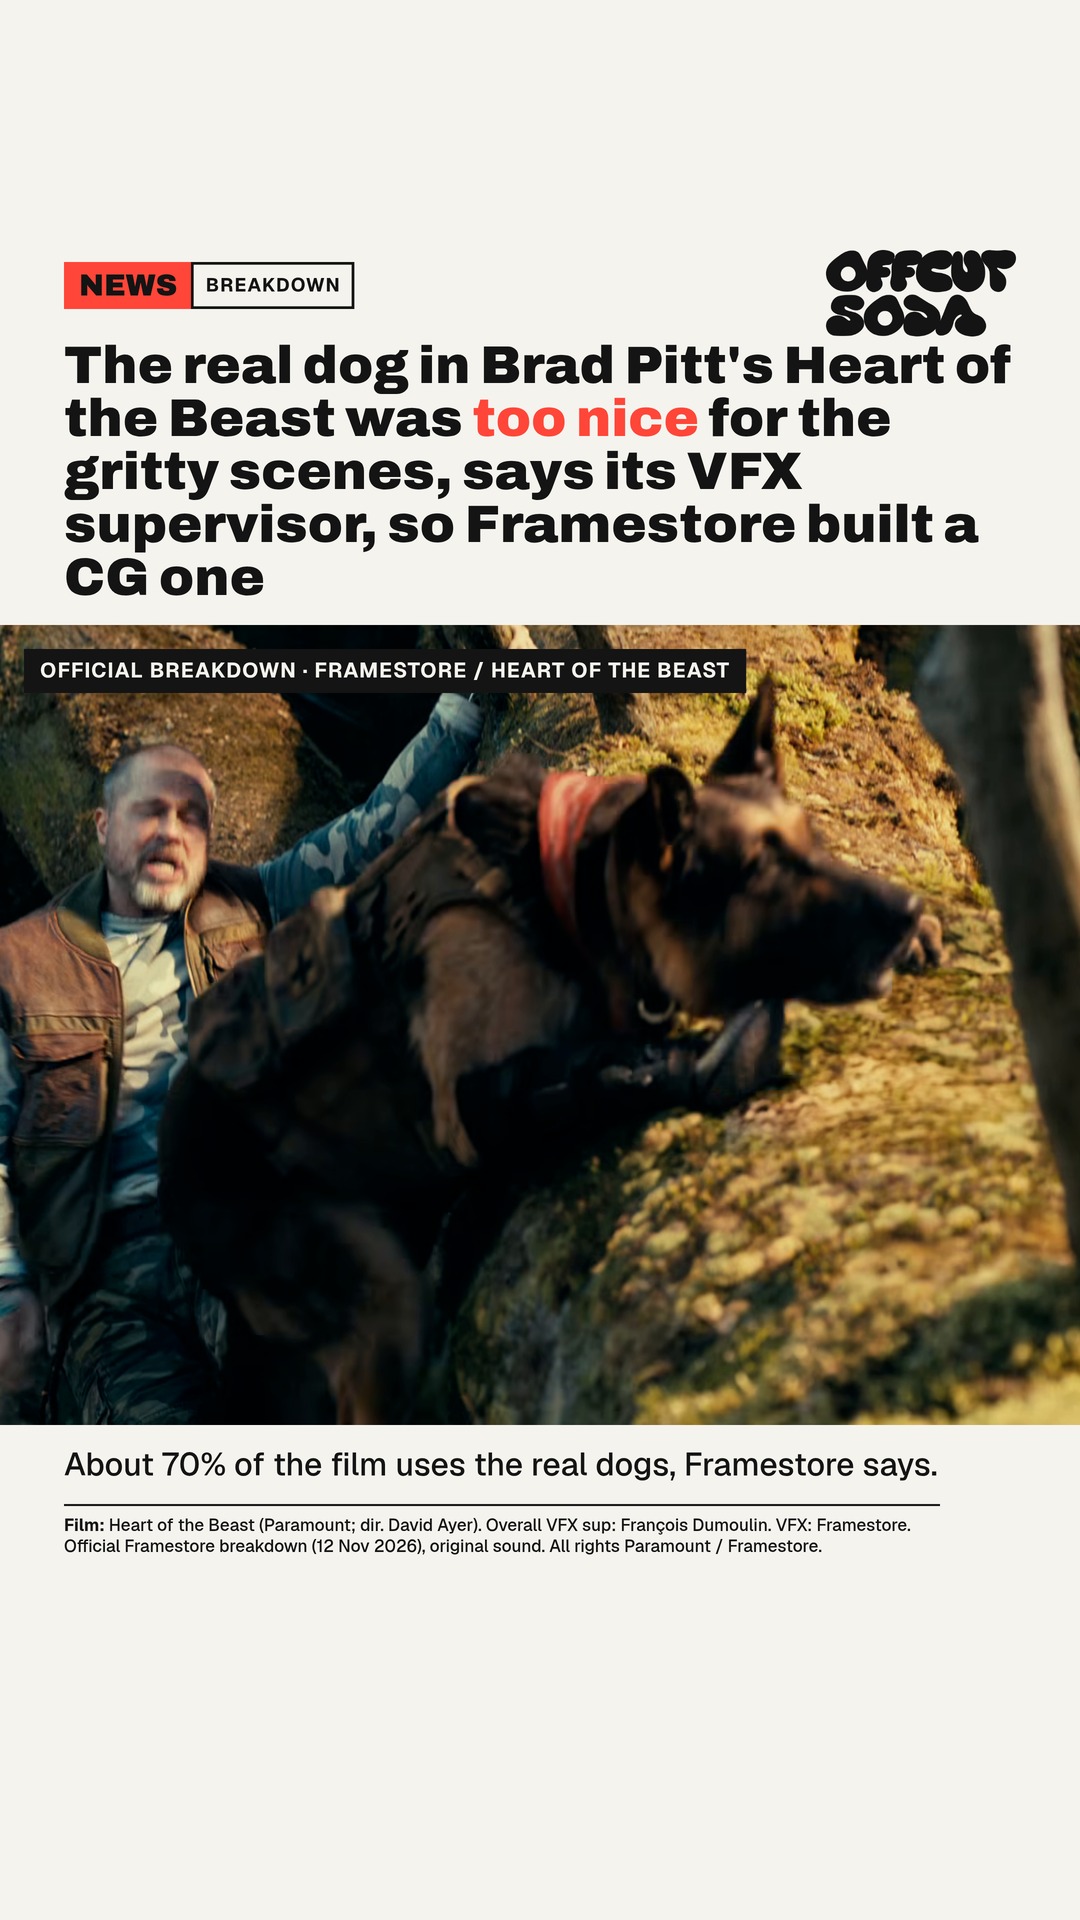 NEWS BREAKDOWN
OFFCUT
SODA
The real dog in Brad Pitt's Heart of
the Beast was too nice for the
gritty scenes, says its VFX
supervisor, so Framestore built a
CG one
OFFICIAL BREAKDOWN · FRAMESTORE / HEART OF THE BEAST
About 70% of the film uses the real dogs, Framestore says.
Film: Heart of the Beast (Paramount; dir. David Ayer). Overall VFX sup: François Dumoulin. VFX: Framestore.
Official Framestore breakdown (12 Nov 2026), original sound. All rights Paramount / Framestore.